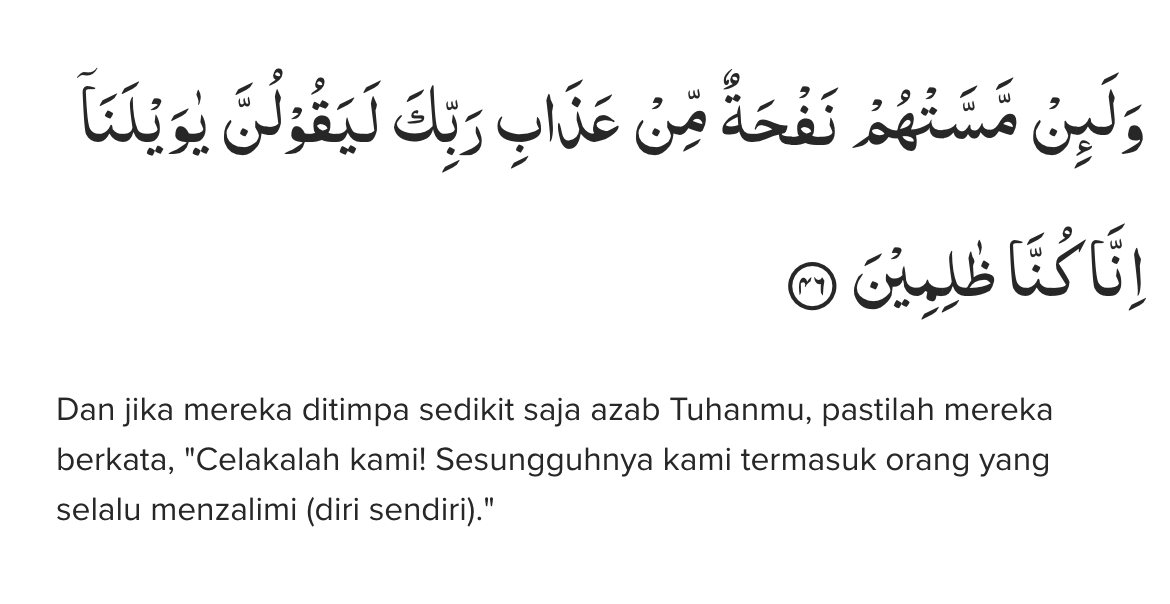 وَلَىِٕنْ مَّسَّتْهُمْ نَفْحَةٌ مِّنْ عَذَابِ رَبِّكَ لَيَقُوْلُنَّ يٰوَيْلَنَآ
اِنَّا كُنَّا ظٰلِمِيْنَ ٤٦
Dan jika mereka ditimpa sedikit saja azab Tuhanmu, pastilah mereka
berkata, "Celakalah kami! Sesungguhnya kami termasuk orang yang
selalu menzalimi (diri sendiri)."